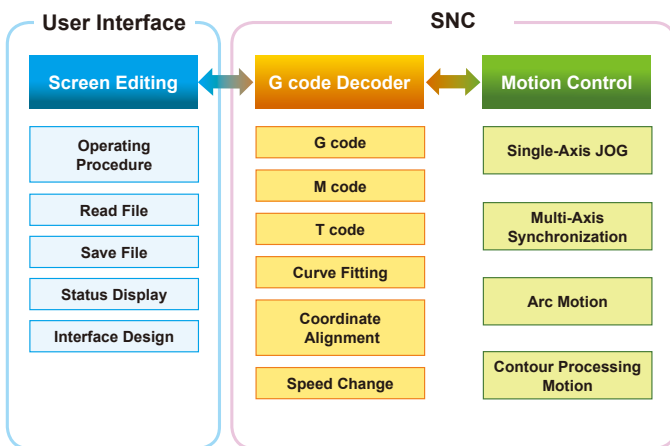 User Interface
Screen Editing
Operating
Procedure
Read File
Save File
Status Display
Interface Design
SNC
G code Decoder
G code
M code
T code
Curve Fitting
Coordinate
Alignment
Speed Change
Motion Control
Single-Axis JOG
Multi-Axis
Synchronization
Arc Motion
Contour Processing
Motion